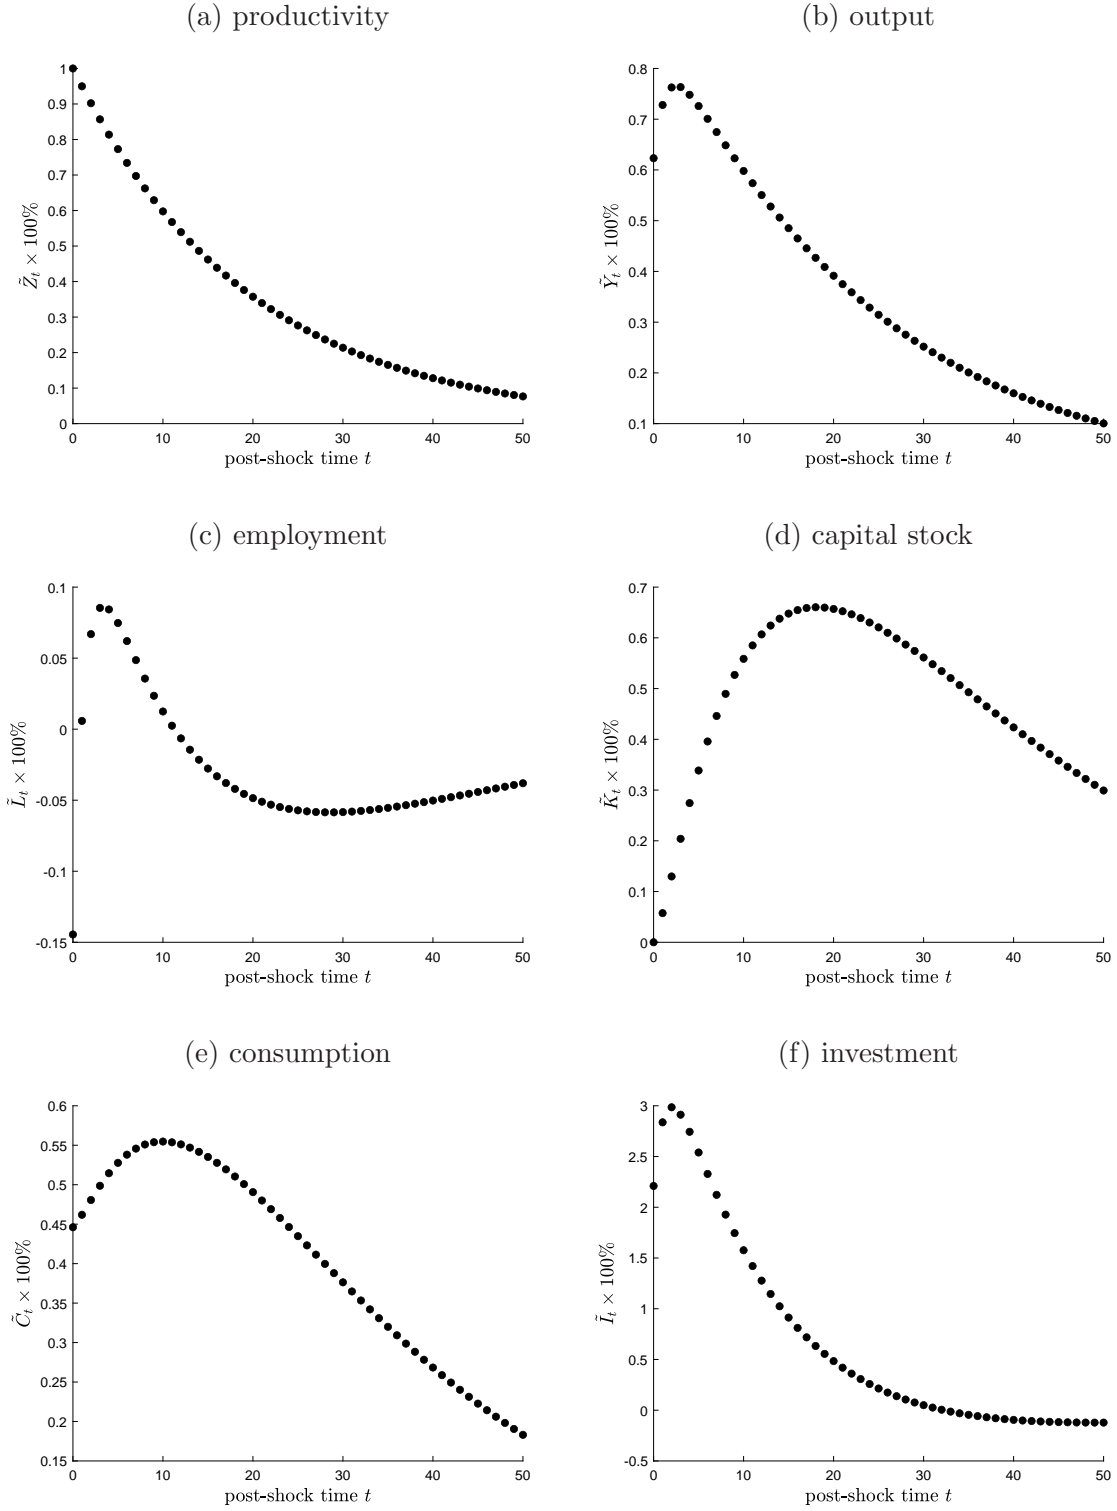 (a) productivity
1
0.9
0.8
0.7
0.6
0.5
0.4
0.3
0.2
0.1
0
Z̃_t × 100%
0 10 20 30 40 50
post-shock time t
(b) output
0.8
0.7
0.6
0.5
0.4
0.3
0.2
0.1
Ỹ_t × 100%
0 10 20 30 40 50
post-shock time t
(c) employment
0.1
0.05
0
-0.05
-0.1
-0.15
L̃_t × 100%
0 10 20 30 40 50
post-shock time t
(d) capital stock
0.7
0.6
0.5
0.4
0.3
0.2
0.1
0
K̃_t × 100%
0 10 20 30 40 50
post-shock time t
(e) consumption
0.6
0.55
0.5
0.45
0.4
0.35
0.3
0.25
0.2
0.15
C̃_t × 100%
0 10 20 30 40 50
post-shock time t
(f) investment
3
2.5
2
1.5
1
0.5
0
-0.5
Ĩ_t × 100%
0 10 20 30 40 50
post-shock time t